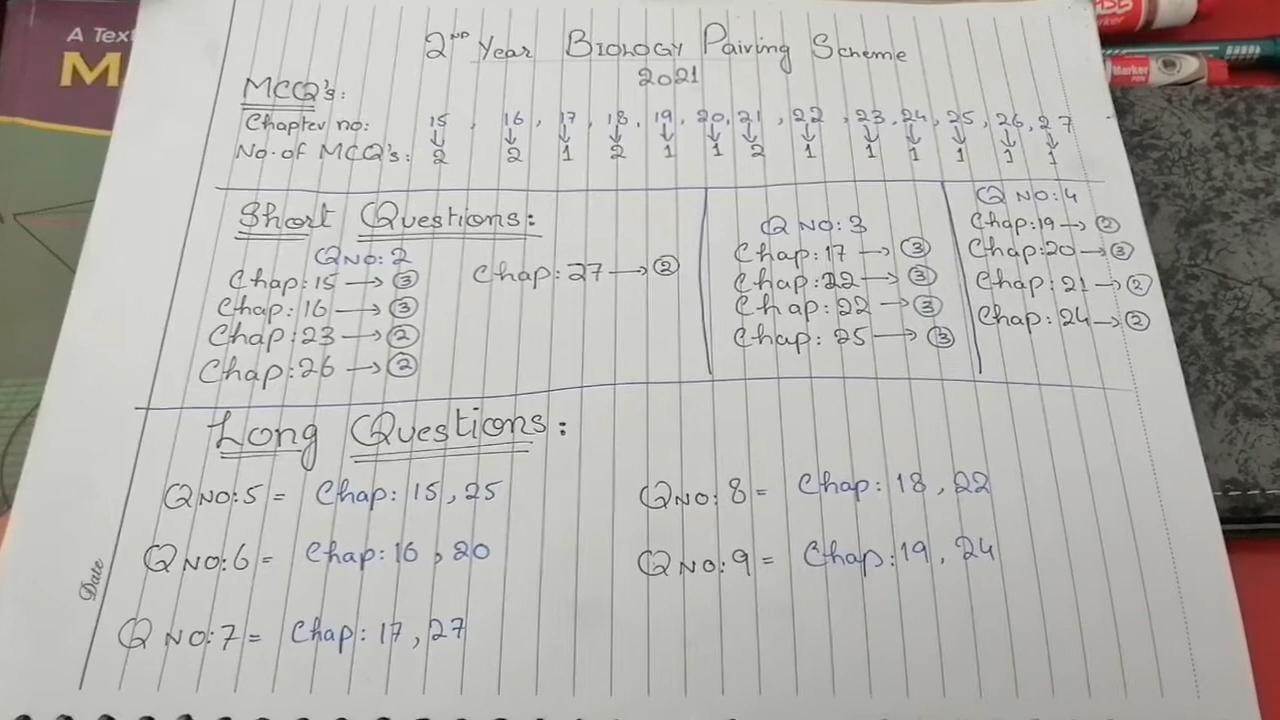 A Tex
M
Marker
Marker
PEN
2ND Year Biology Pairing Scheme
2021
MCQ's:
Chapter no: 15, 16, 17, 18, 19, 20, 21, 22, 23, 24, 25, 26, 27
↓ ↓ ↓ ↓ ↓ ↓ ↓ ↓ ↓ ↓ ↓ ↓ ↓
No. of MCQ's: 2 2 1 2 1 1 2 1 1 1 1 1 1
Short Questions:
Q NO: 2
Chap: 15 → 3
Chap: 16 → 3
Chap: 23 → 2
Chap: 26 → 2
Chap: 27 → 2
Q NO: 3
Chap: 17 → 3
Chap: 22 → 3
Chap: 22 → 3
Chap: 25 → 3
Q NO: 4
Chap: 19 → 2
Chap: 20 → 3
Chap: 21 → 2
Chap: 24 → 2
Long Questions:
Q NO: 5 = Chap: 15, 25
Q NO: 6 = Chap: 16, 20
Q NO: 7 = Chap: 17, 27
Q NO: 8 = Chap: 18, 22
Q NO: 9 = Chap: 19, 24
Date